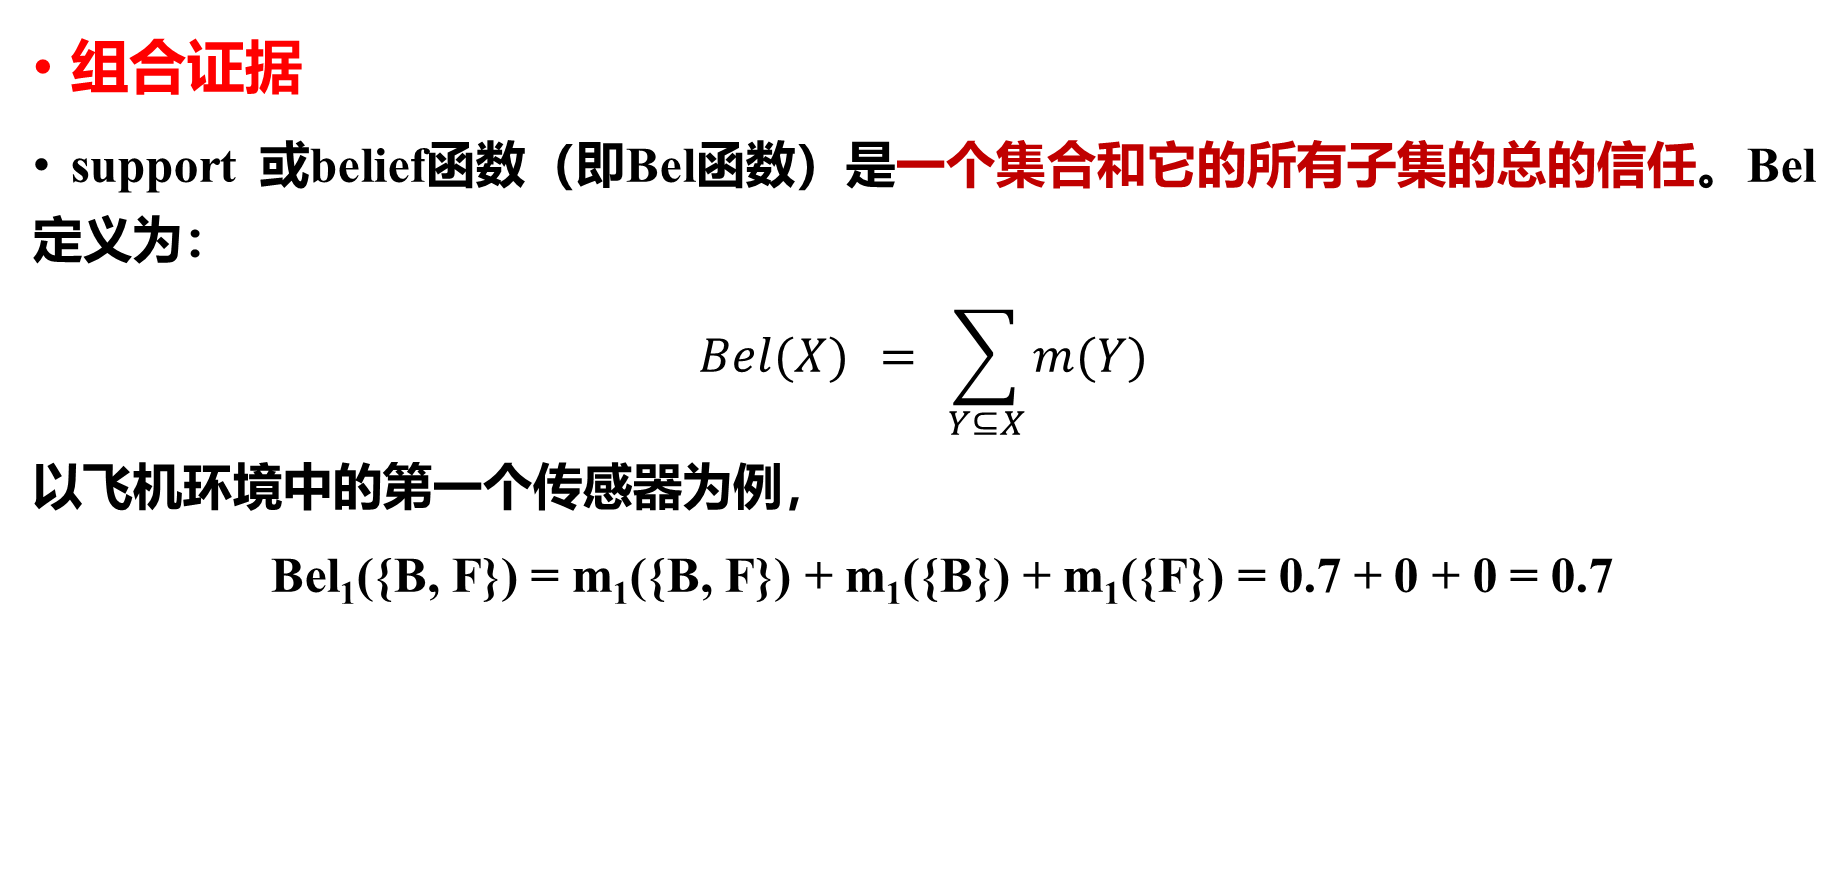 • 组合证据
• support 或belief函数（即Bel函数）是一个集合和它的所有子集的总的信任。Bel
定义为：
Bel(X) = ∑ m(Y)
Y⊆X
以飞机环境中的第一个传感器为例，
Bel₁({B, F}) = m₁({B, F}) + m₁({B}) + m₁({F}) = 0.7 + 0 + 0 = 0.7